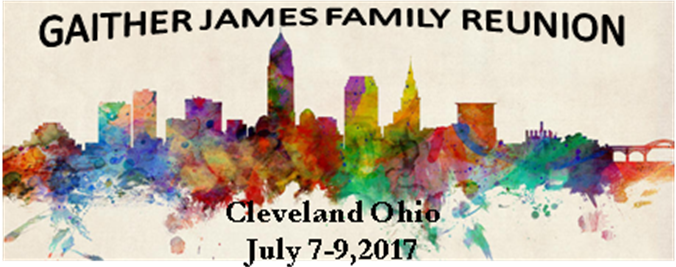 GAITHER JAMES FAMILY REUNION
Cleveland Ohio
July 7-9,2017